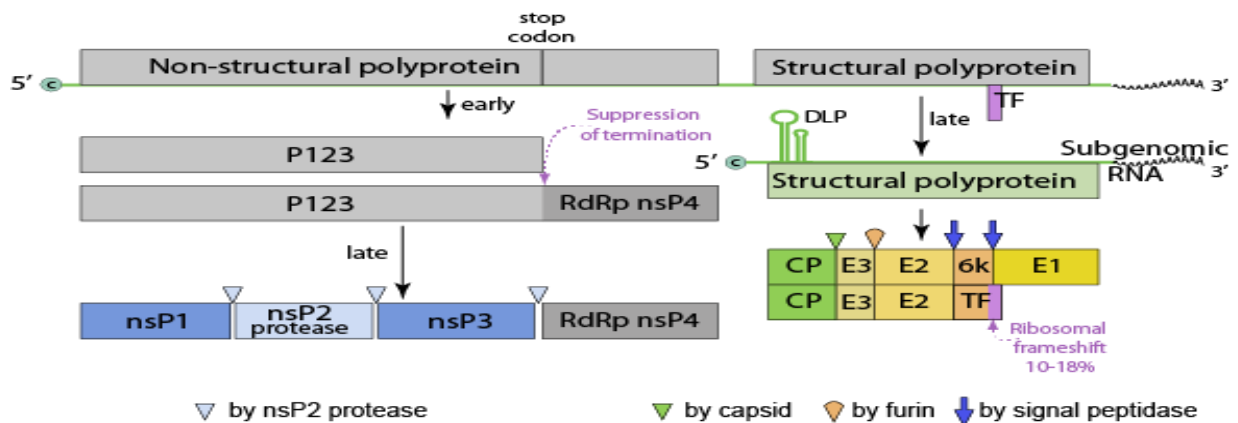 stop
codon
Non-structural polyprotein
Structural polyprotein
5′ c
3′
TF
early
Suppression
of termination
DLP
late
P123
5′ c
Subgenomic
RNA 3′
Structural polyprotein
P123 RdRp nsP4
late
CP E3 E2 6k E1
CP E3 E2 TF
nsP1 nsP2 protease nsP3 RdRp nsP4
Ribosomal
frameshift
10-18%
by nsP2 protease by capsid by furin by signal peptidase